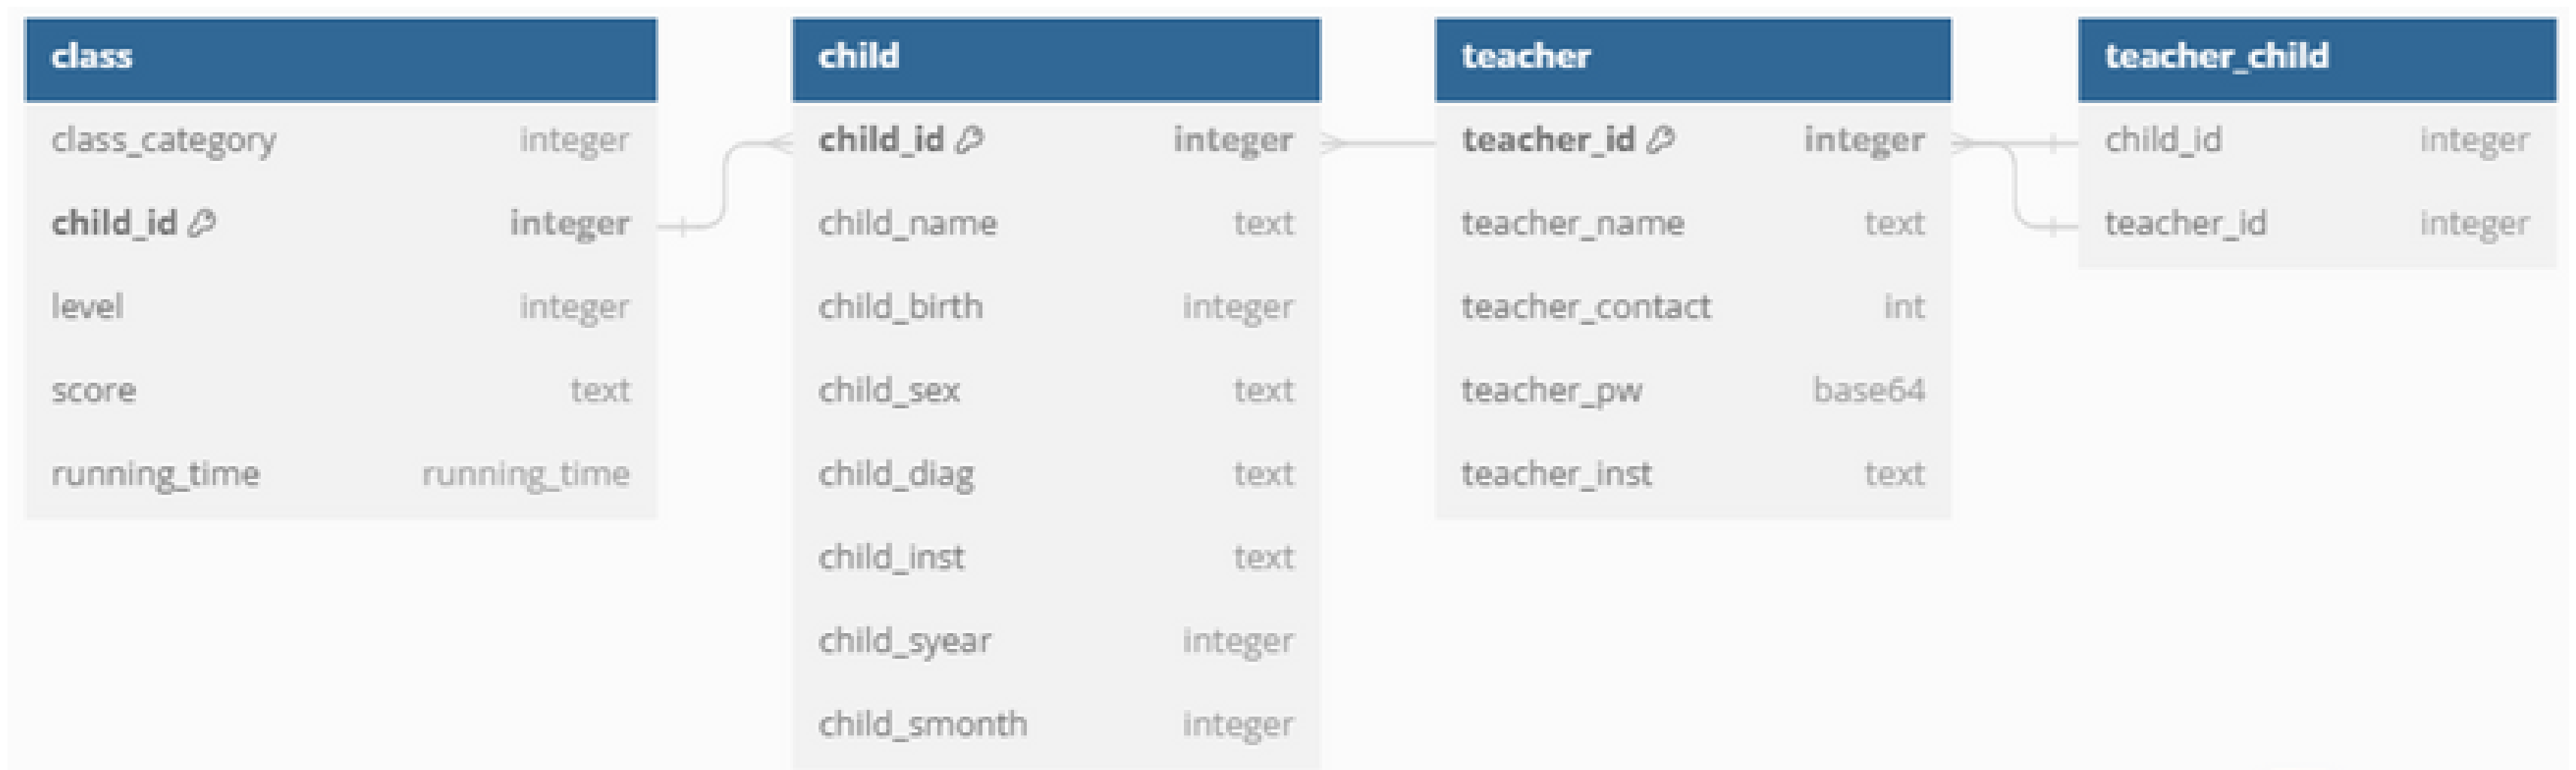 class
class_category integer
child_id integer
level integer
score text
running_time running_time
child
child_id integer
child_name text
child_birth integer
child_sex text
child_diag text
child_inst text
child_syear integer
child_smonth integer
teacher
teacher_id integer
teacher_name text
teacher_contact int
teacher_pw base64
teacher_inst text
teacher_child
child_id integer
teacher_id integer